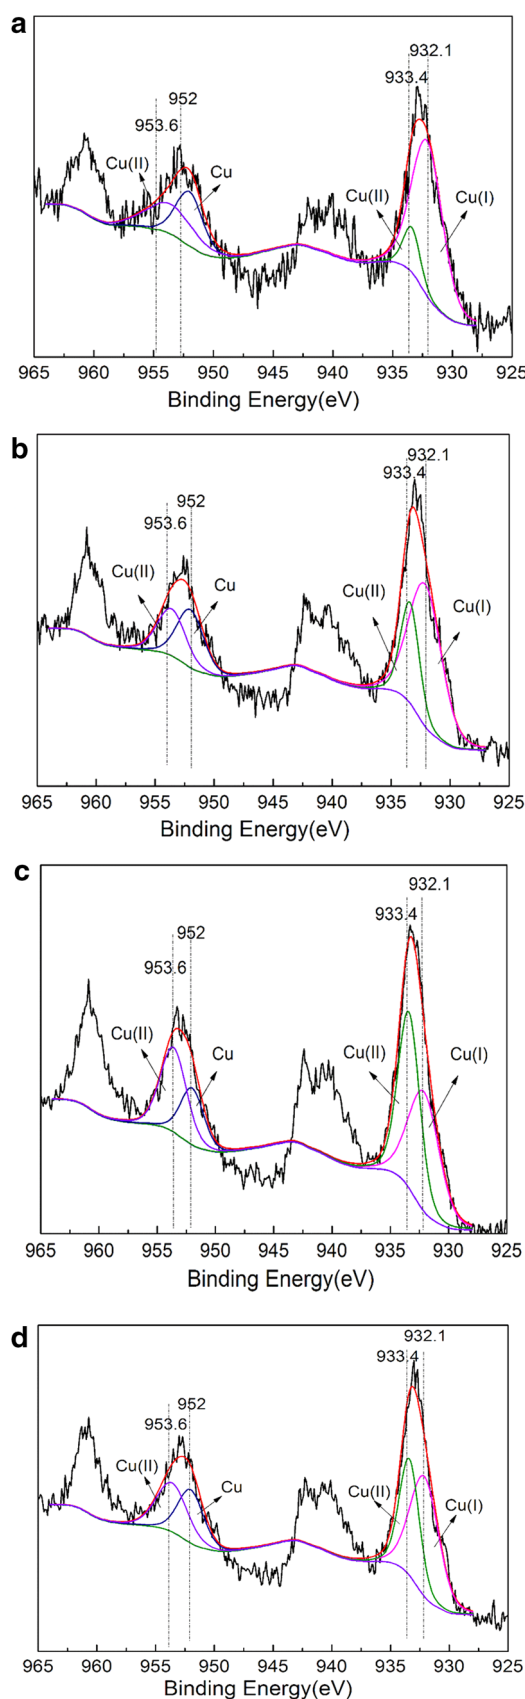 a
932.1
933.4
952
953.6
Cu(II)
Cu
Cu(II)
Cu(I)
965 960 955 950 945 940 935 930 925
Binding Energy(eV)
b
932.1
933.4
952
953.6
Cu(II)
Cu
Cu(II)
Cu(I)
965 960 955 950 945 940 935 930 925
Binding Energy(eV)
c
932.1
933.4
952
953.6
Cu(II)
Cu
Cu(II)
Cu(I)
965 960 955 950 945 940 935 930 925
Binding Energy(eV)
d
932.1
933.4
952
953.6
Cu(II)
Cu
Cu(II)
Cu(I)
965 960 955 950 945 940 935 930 925
Binding Energy(eV)